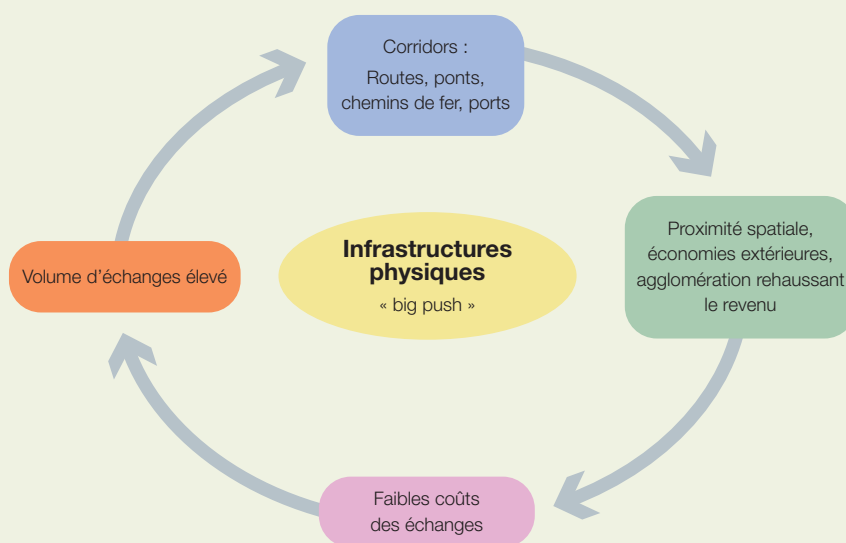 Corridors :
Routes, ponts,
chemins de fer, ports
Proximité spatiale,
économies extérieures,
agglomération rehaussant
le revenu
Infrastructures
physiques
« big push »
Volume d’échanges élevé
Faibles coûts
des échanges